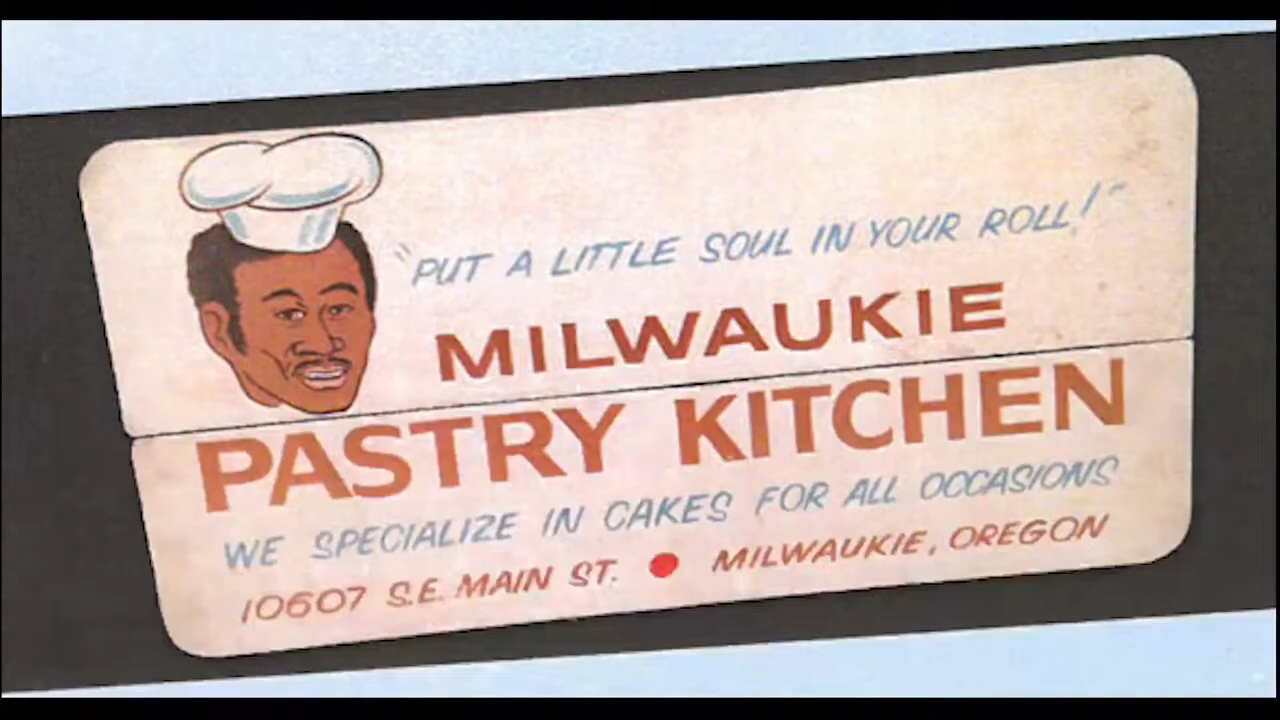 "PUT A LITTLE SOUL IN YOUR ROLL!"
MILWAUKIE
PASTRY KITCHEN
WE SPECIALIZE IN CAKES FOR ALL OCCASIONS
10607 S.E. MAIN ST. • MILWAUKIE, OREGON